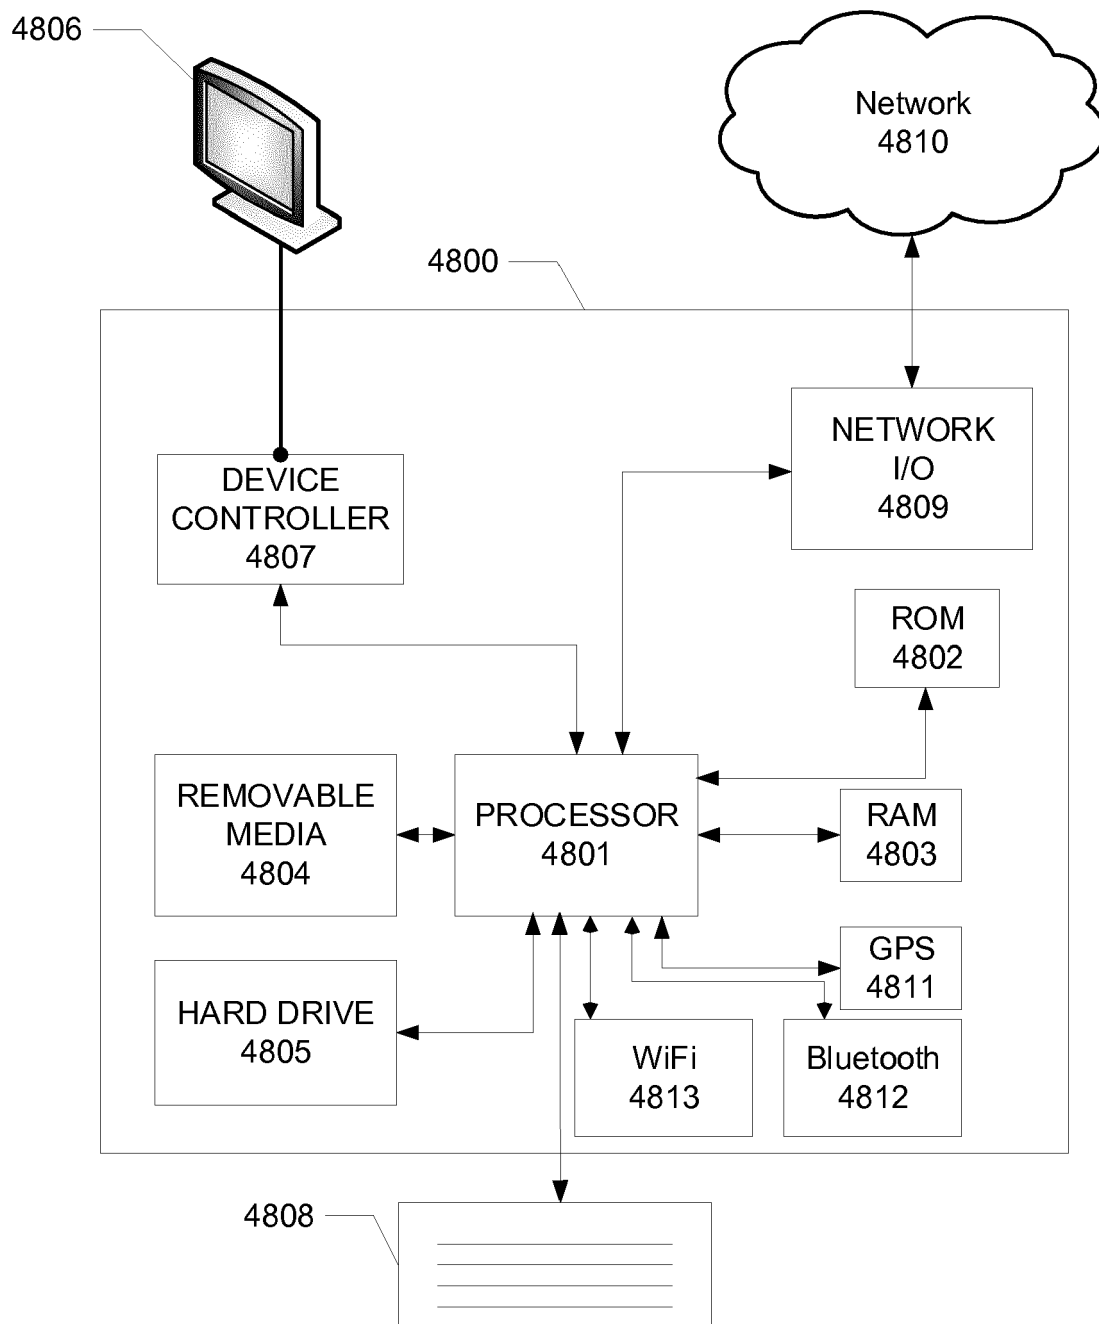 4806
Network
4810
4800
NETWORK
I/O
4809
DEVICE
CONTROLLER
4807
ROM
4802
REMOVABLE
MEDIA
4804
PROCESSOR
4801
RAM
4803
GPS
4811
HARD DRIVE
4805
WiFi
4813
Bluetooth
4812
4808